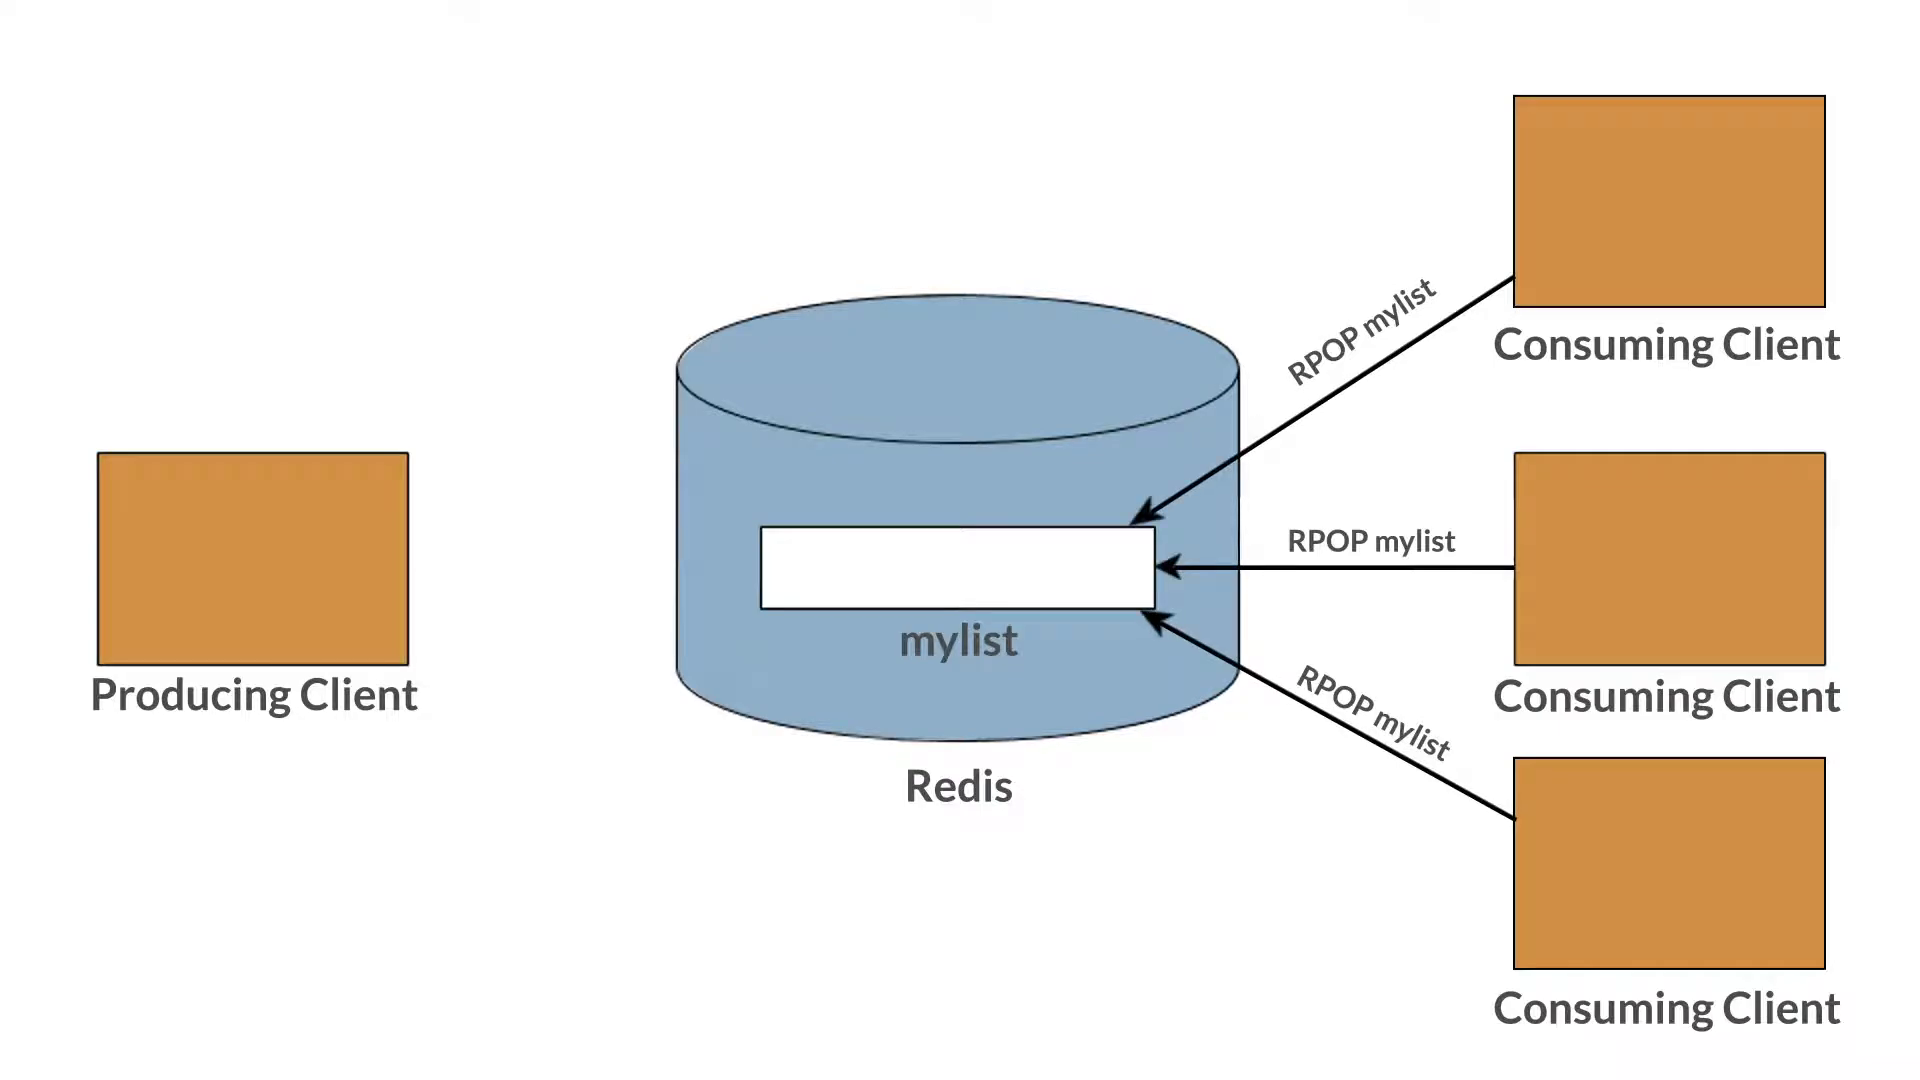 RPOP mylist
Consuming Client
RPOP mylist
mylist
Producing Client
Consuming Client
RPOP mylist
Redis
Consuming Client